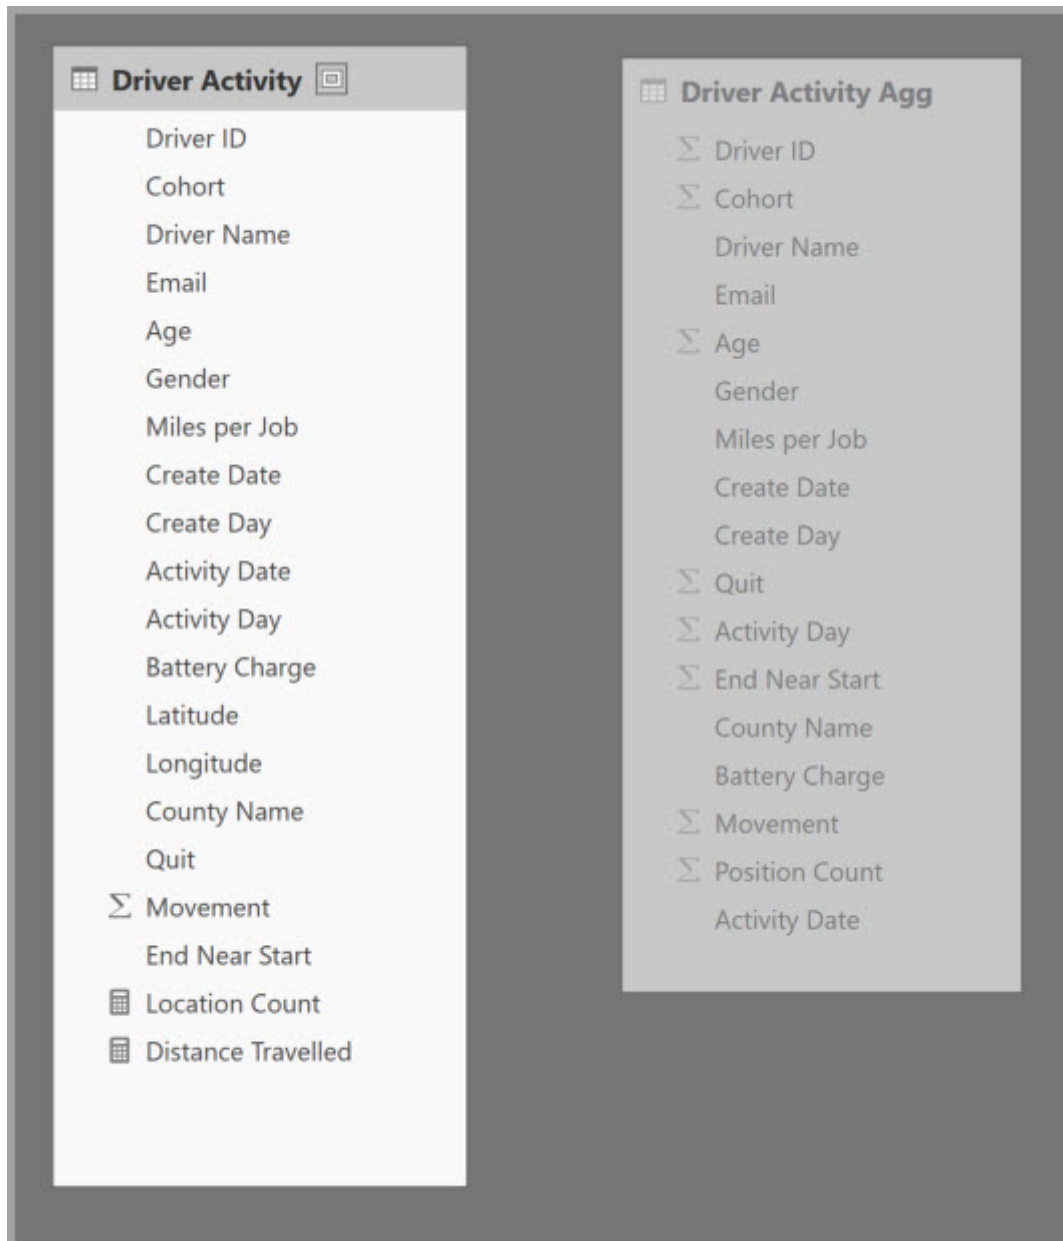 Driver Activity
Driver ID
Cohort
Driver Name
Email
Age
Gender
Miles per Job
Create Date
Create Day
Activity Date
Activity Day
Battery Charge
Latitude
Longitude
County Name
Quit
Σ Movement
End Near Start
Location Count
Distance Travelled
Driver Activity Agg
Σ Driver ID
Σ Cohort
Driver Name
Email
Σ Age
Gender
Miles per Job
Create Date
Create Day
Σ Quit
Σ Activity Day
Σ End Near Start
County Name
Battery Charge
Σ Movement
Σ Position Count
Activity Date